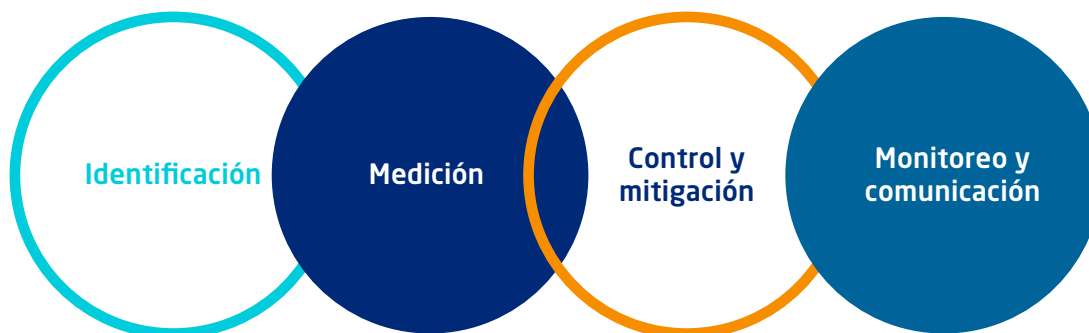 Identificación
Medición
Control y
mitigación
Monitoreo y
comunicación